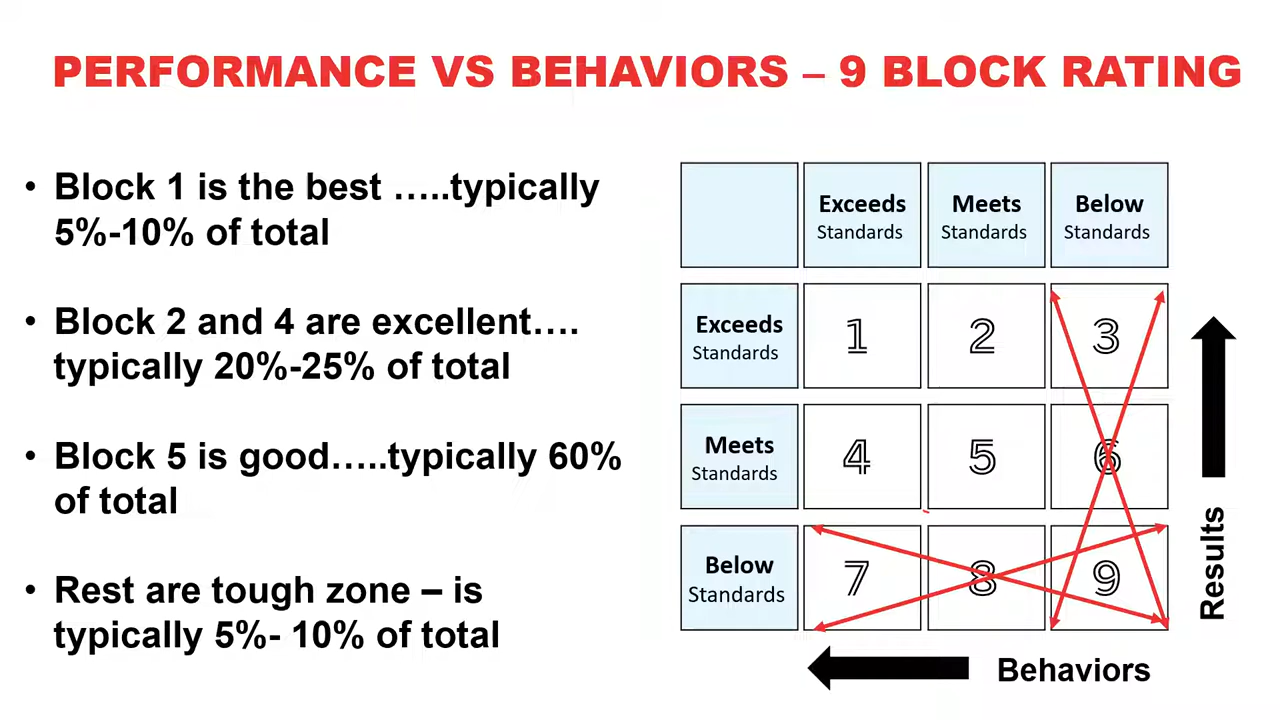 PERFORMANCE VS BEHAVIORS – 9 BLOCK RATING
• Block 1 is the best …..typically
5%-10% of total
• Block 2 and 4 are excellent….
typically 20%-25% of total
• Block 5 is good…..typically 60%
of total
• Rest are tough zone – is
typically 5%- 10% of total
Exceeds
Standards
Meets
Standards
Below
Standards
Exceeds
Standards
1
2
3
Meets
Standards
4
5
6
Below
Standards
7
8
9
Results
Behaviors